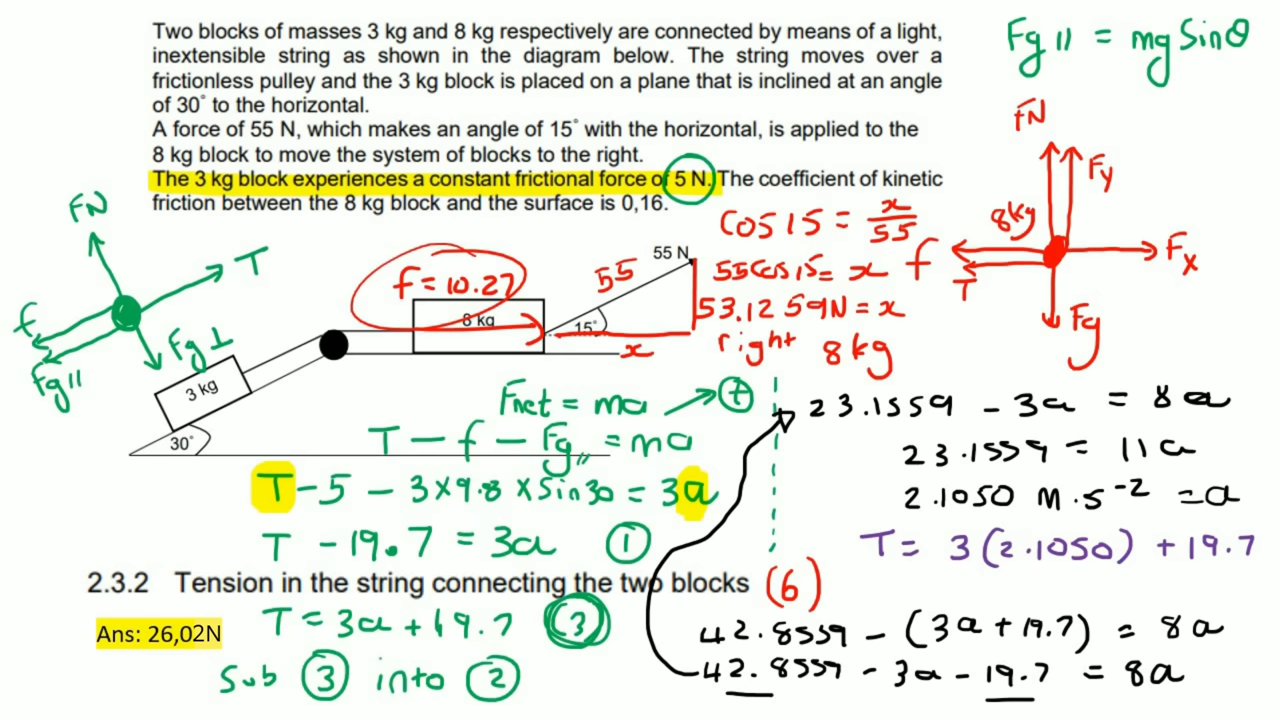 Two blocks of masses 3 kg and 8 kg respectively are connected by means of a light,
inextensible string as shown in the diagram below. The string moves over a
frictionless pulley and the 3 kg block is placed on a plane that is inclined at an angle
of 30° to the horizontal.
A force of 55 N, which makes an angle of 15° with the horizontal, is applied to the
8 kg block to move the system of blocks to the right.
The 3 kg block experiences a constant frictional force of 5 N. The coefficient of kinetic
friction between the 8 kg block and the surface is 0,16.
Fg∥ = mg sinθ
FN
Fy
8kg
f
Fx
T
Fg
FN
T
f
Fg⊥
Fg∥
3 kg
30°
f = 10.27
8 kg
55
55 N
15°
x
cos 15 = x/55
55cos15 = x
53.1259N = x
right 8kg
Fnet = ma → +
T - f - Fg∥ = ma
T - 5 - 3×9.8×sin30 = 3a
T - 19.7 = 3a ①
2.3.2 Tension in the string connecting the two blocks (6)
Ans: 26,02N
T = 3a + 19.7 ③
Sub ③ into ②
23.1559 - 3a = 8a
23.1559 = 11a
2.1050 m·s⁻² = a
T = 3(2.1050) + 19.7
42.8559 - (3a + 19.7) = 8a
42.8559 - 3a - 19.7 = 8a